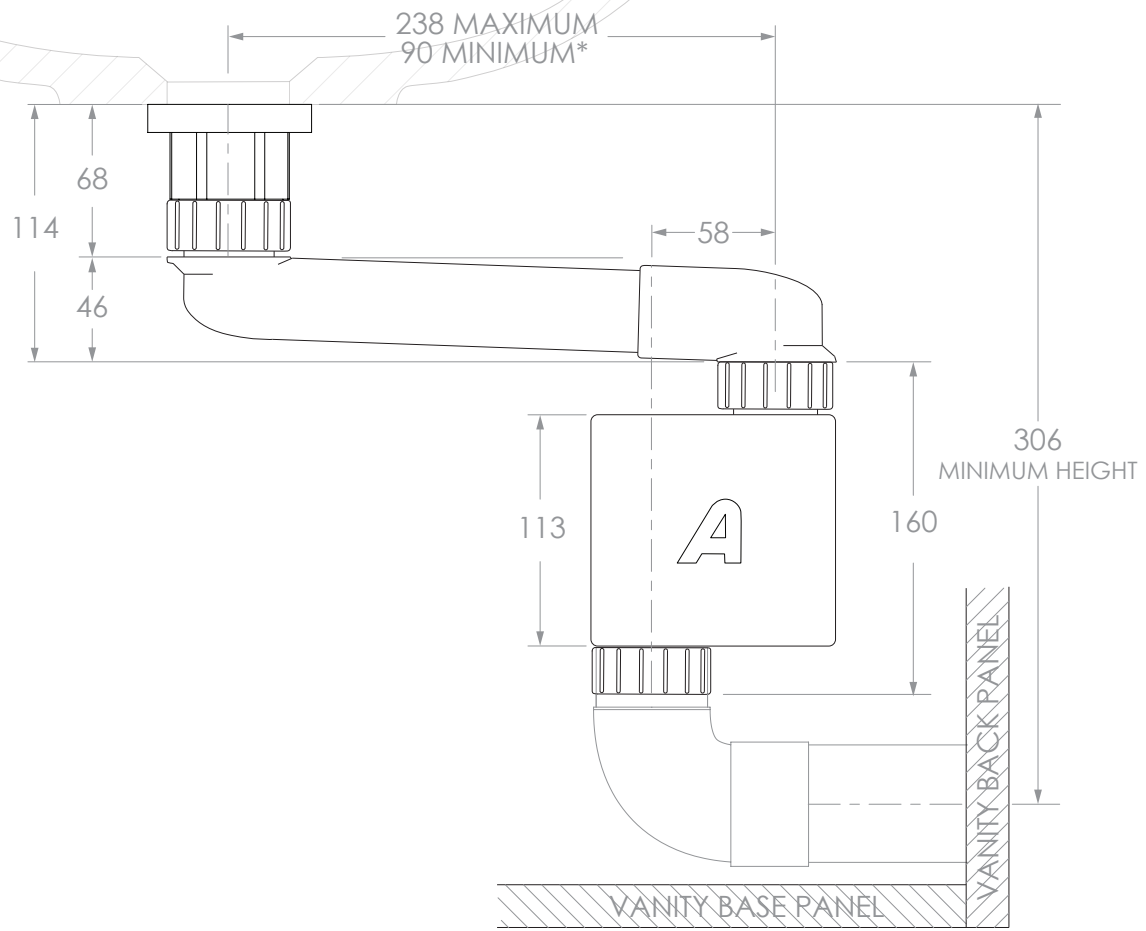 238 MAXIMUM
90 MINIMUM*
68
114
58
46
306
MINIMUM HEIGHT
113
160
A
VANITY BACK PANEL
VANITY BASE PANEL